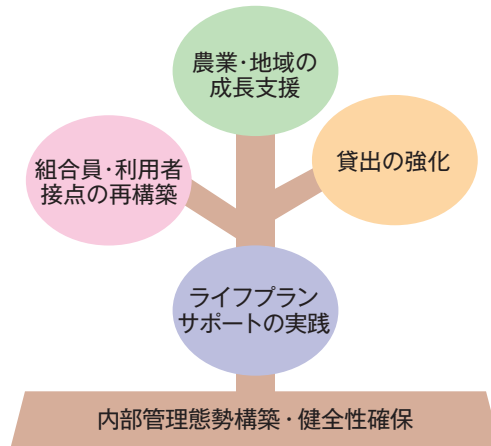 農業・地域の
成長支援
組合員・利用者
接点の再構築
貸出の強化
ライフプラン
サポートの実践
内部管理態勢構築・健全性確保